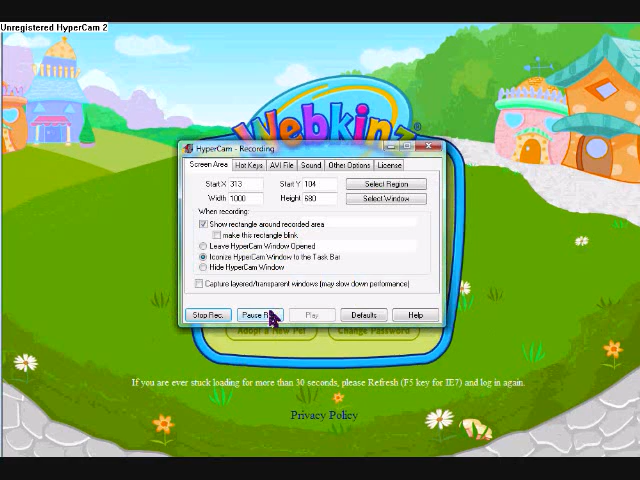 Unregistered HyperCam 2
Webkinz
HyperCam - Recording
Screen Area Hot Keys AVI File Sound Other Options License
Start X 313 Start Y 104 Select Region
Width 1000 Height 680 Select Window
When recording:
Show rectangle around recorded area
make this rectangle blink
Leave HyperCam Window Opened
Iconize HyperCam Window to the Task Bar
Hide HyperCam Window
Capture layered/transparent windows (may slow down performance)
Stop Rec. Pause Play Defaults Help
Adopt a New Pet Change Password
If you are ever stuck loading for more than 30 seconds, please Refresh (F5 key for IE7) and log in again.
Privacy Policy